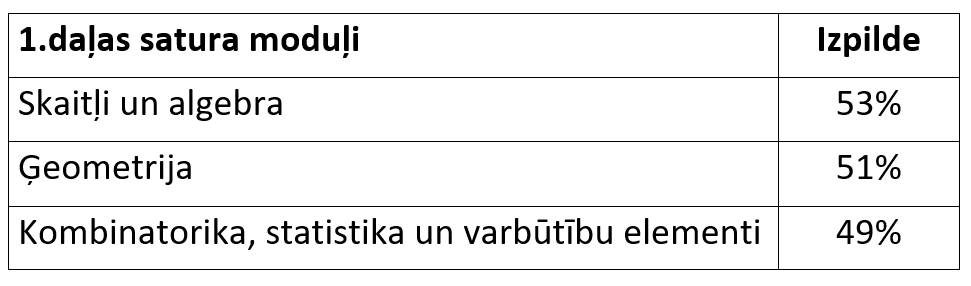 1.daļas satura moduļi Izpilde
Skaitļi un algebra 53%
Ģeometrija 51%
Kombinatorika, statistika un varbūtību elementi 49%